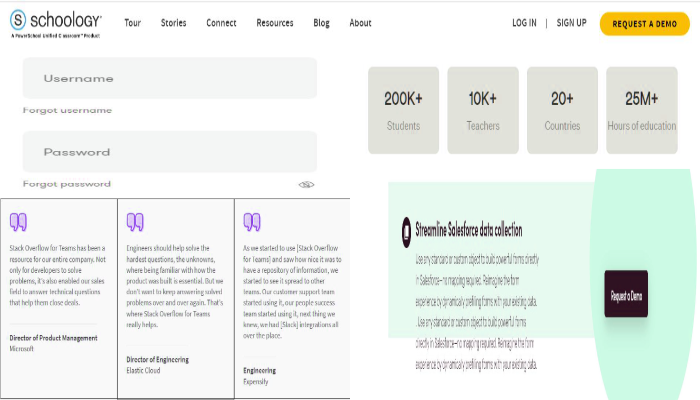 schoology®
A PowerSchool Unified Classroom™ Product
Tour Stories Connect Resources Blog About
LOG IN | SIGN UP REQUEST A DEMO
Username
Forgot username
Password
Forgot password
200K+
Students
10K+
Teachers
20+
Countries
25M+
Hours of education
Stack Overflow for Teams has been a
resource for our entire company. Not
only for developers to solve
problems, it's also enabled our sales
field to answer technical questions
that help them close deals.
Director of Product Management
Microsoft
Engineers should help solve the
hardest questions, the unknowns,
where being familiar with how the
product was built is essential. But we
don't want to keep answering solved
problems over and over again. That's
where Stack Overflow for Teams
really helps.
Director of Engineering
Elastic Cloud
As we started to use [Stack Overflow
for Teams] and saw how nice it was to
have a repository of information, we
started to see it spread to other
teams. Our customer support team
started using it, our people success
team started using it, next thing we
knew, we had [Slack] integrations all
over the place.
Engineering
Expensify
Streamline Salesforce data collection
Use any standard or custom object to build powerful forms directly
in Salesforce—no mapping required. Reimagine the form
experience by dynamically prefilling forms with your existing data.
. Use any standard or custom object to build powerful forms
directly in Salesforce—no mapping required. Reimagine the form
experience by dynamically prefilling forms with your existing data.
Request a Demo